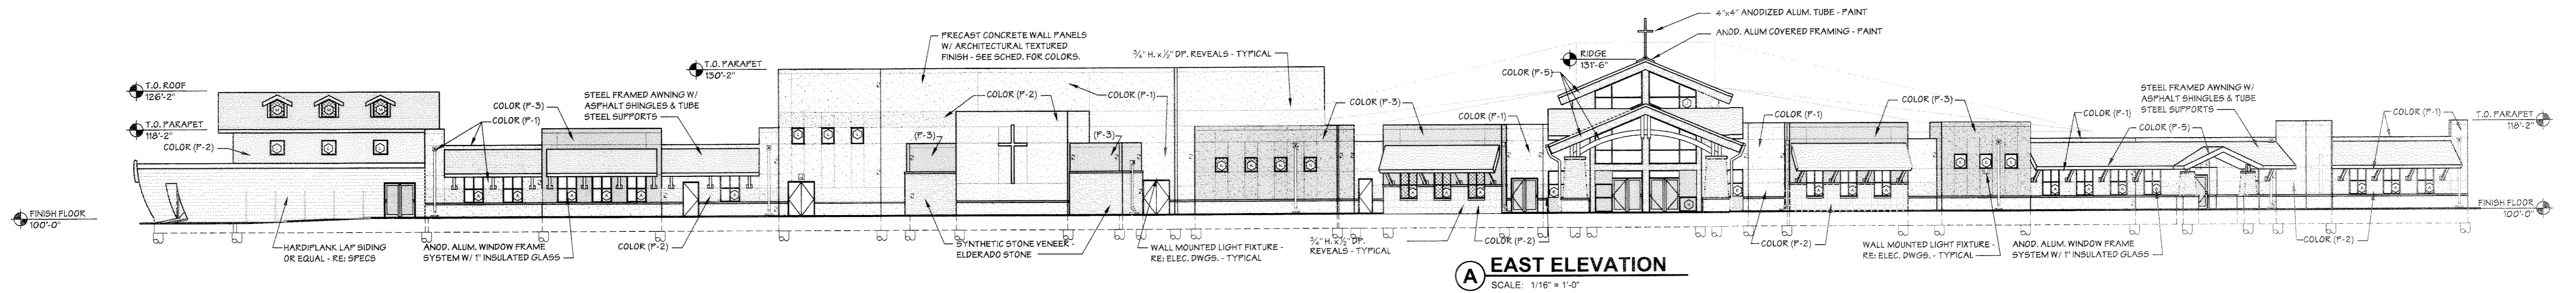 4"x4" ANODIZED ALUM. TUBE - PAINT
ANOD. ALUM COVERED FRAMING - PAINT
PRECAST CONCRETE WALL PANELS
W/ ARCHITECTURAL TEXTURED
FINISH - SEE SCHED. FOR COLORS.
3/4" H. x 1/2" DP. REVEALS - TYPICAL
RIDGE
131'-6"
T.O. PARAPET
130'-2"
COLOR (P-5)
T.O. ROOF
126'-2"
STEEL FRAMED AWNING W/
ASPHALT SHINGLES & TUBE
STEEL SUPPORTS
COLOR (P-3)
COLOR (P-1)
COLOR (P-2)
COLOR (P-1)
COLOR (P-3)
COLOR (P-1)
COLOR (P-1)
COLOR (P-3)
STEEL FRAMED AWNING W/
ASPHALT SHINGLES & TUBE
STEEL SUPPORTS
COLOR (P-1)
COLOR (P-5)
COLOR (P-1)
T.O. PARAPET
118'-2"
T.O. PARAPET
118'-2"
COLOR (P-2)
(P-3)
(P-3)
FINISH FLOOR
100'-0"
FINISH FLOOR
100'-0"
HARDIPLANK LAP SIDING
OR EQUAL - RE: SPECS
ANOD. ALUM. WINDOW FRAME
SYSTEM W/ 1" INSULATED GLASS
COLOR (P-2)
SYNTHETIC STONE VENEER -
ELDERADO STONE
WALL MOUNTED LIGHT FIXTURE -
RE: ELEC. DWGS. - TYPICAL
3/4" H. x 1/2" DP.
REVEALS - TYPICAL
COLOR (P-2)
COLOR (P-2)
WALL MOUNTED LIGHT FIXTURE -
RE: ELEC. DWGS. - TYPICAL
ANOD. ALUM. WINDOW FRAME
SYSTEM W/ 1" INSULATED GLASS
COLOR (P-2)
A EAST ELEVATION
SCALE: 1/16" = 1'-0"